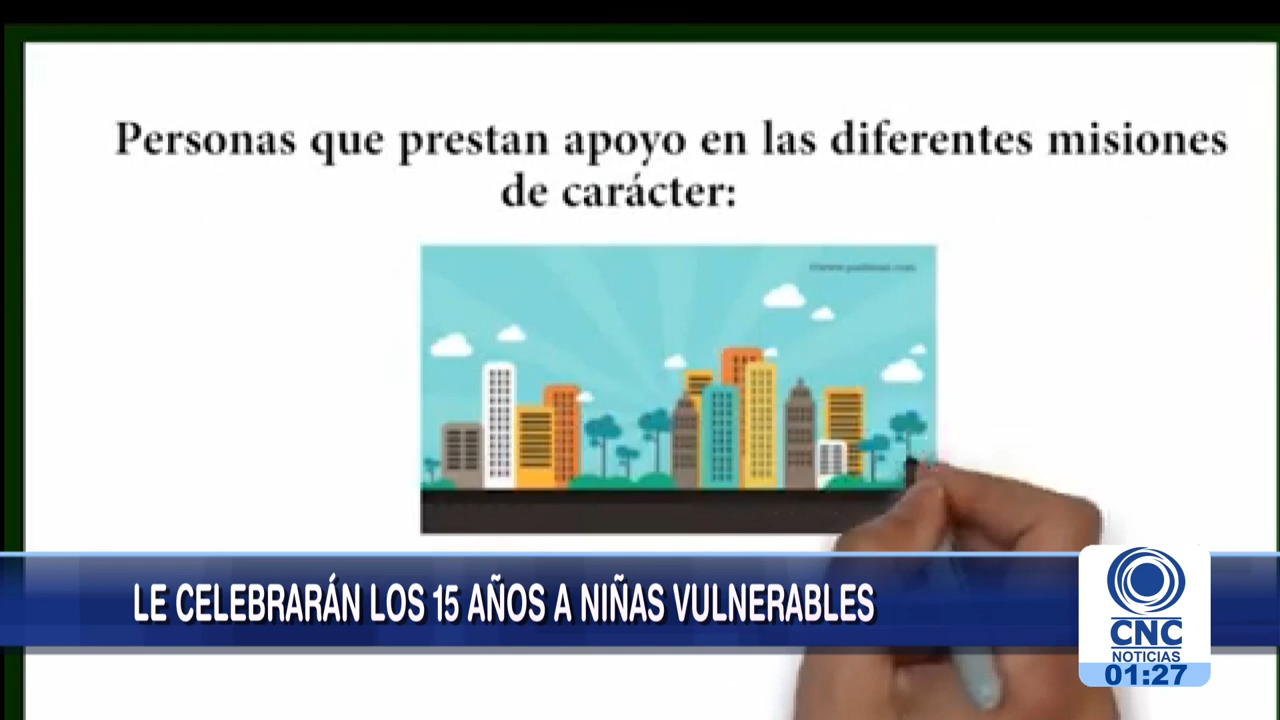 Personas que prestan apoyo en las diferentes misiones
de carácter:
LE CELEBRARÁN LOS 15 AÑOS A NIÑAS VULNERABLES
CNC
NOTICIAS
01:27